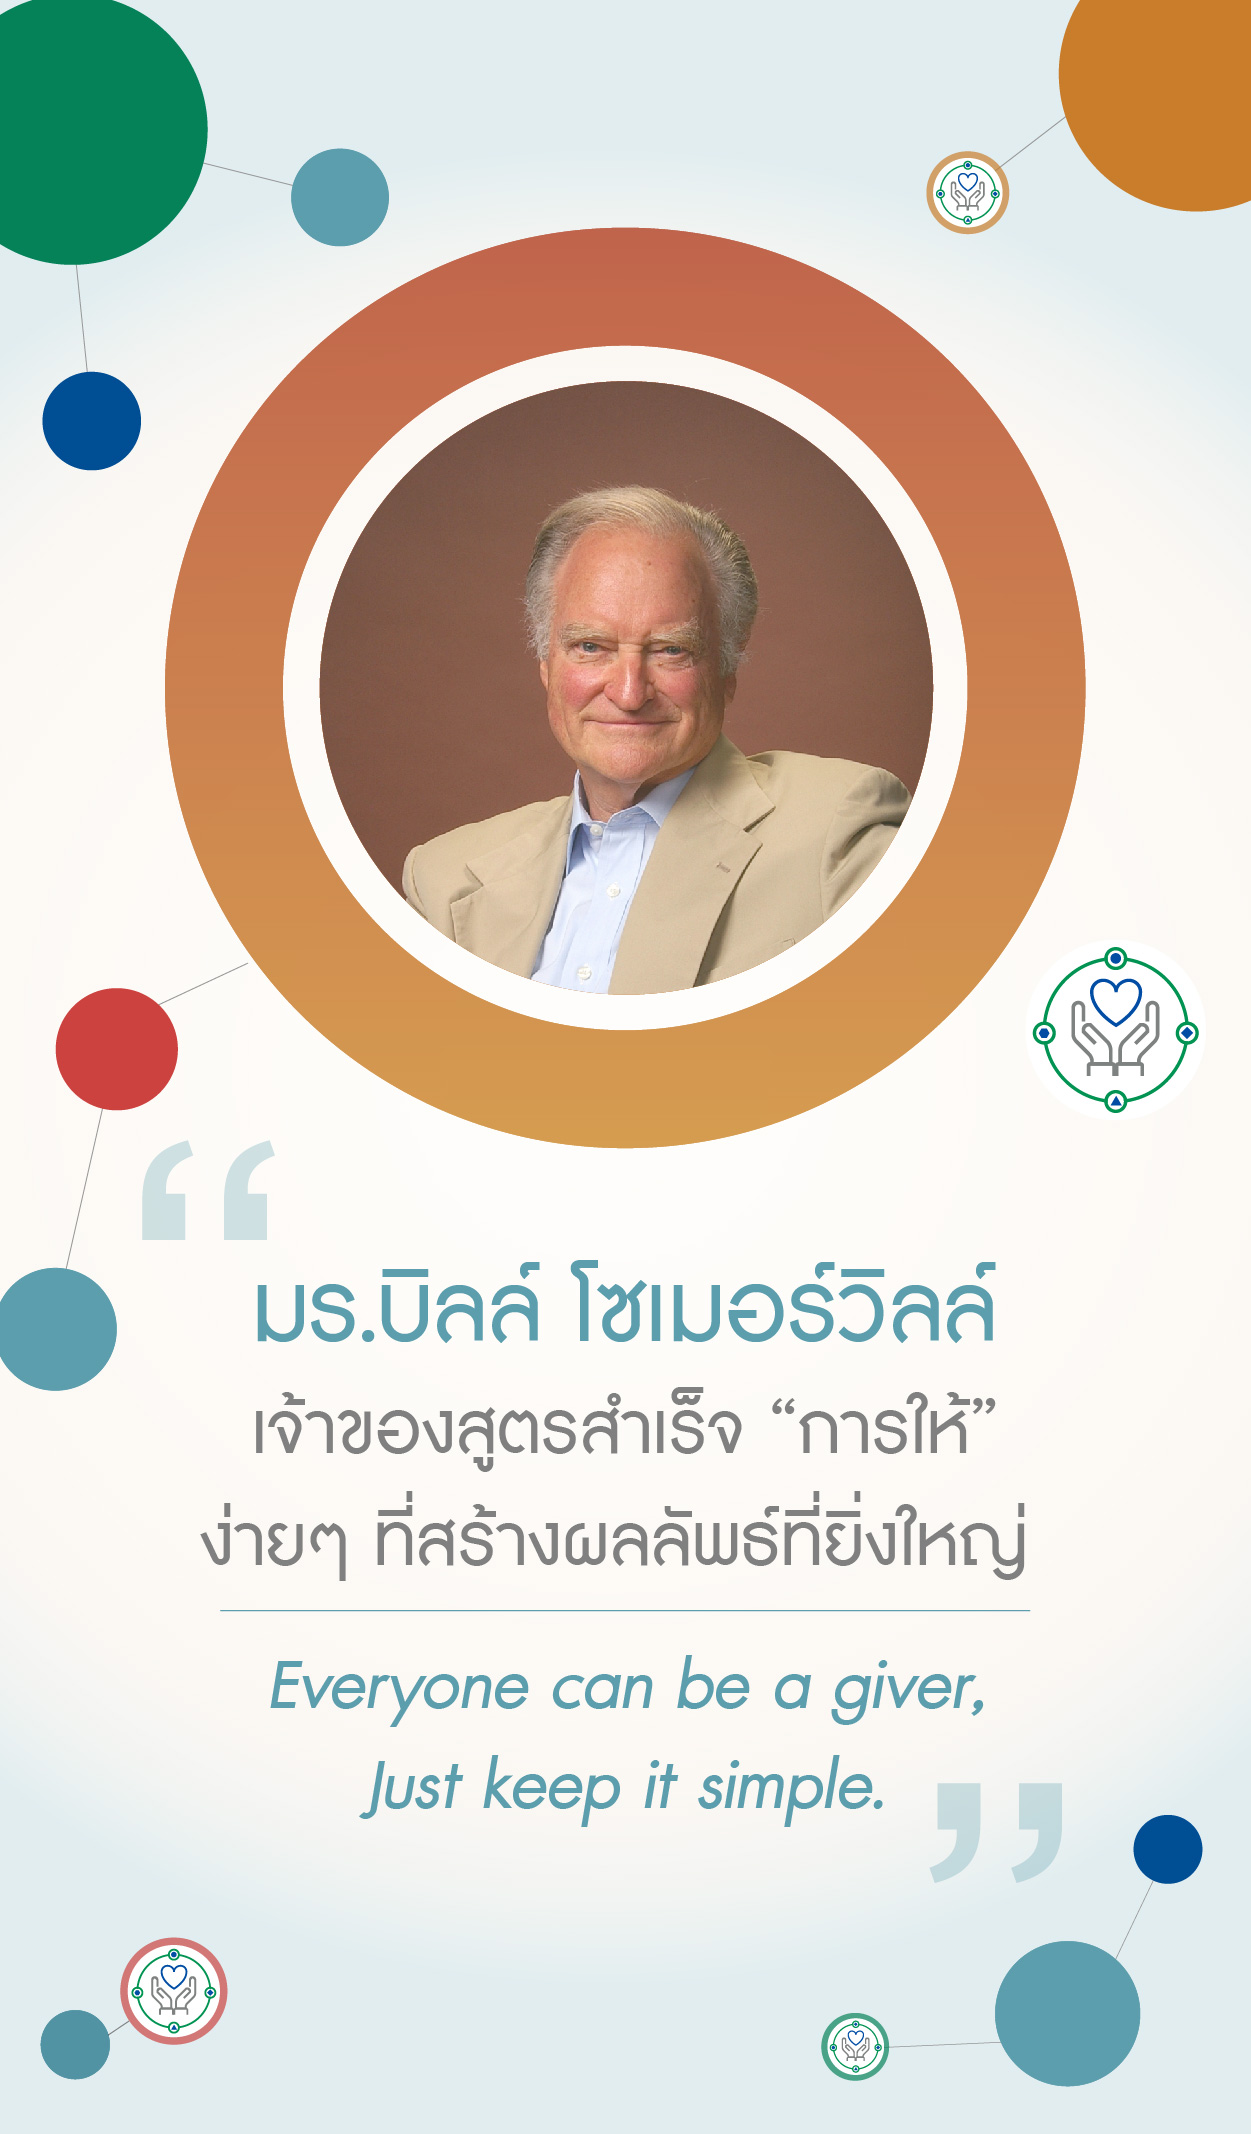 “
มร.บิลล์ โซเมอร์วิลล์
เจ้าของสูตรสำเร็จ “การให้”
ง่ายๆ ที่สร้างผลลัพธ์ที่ยิ่งใหญ่
Everyone can be a giver,
Just keep it simple.
”